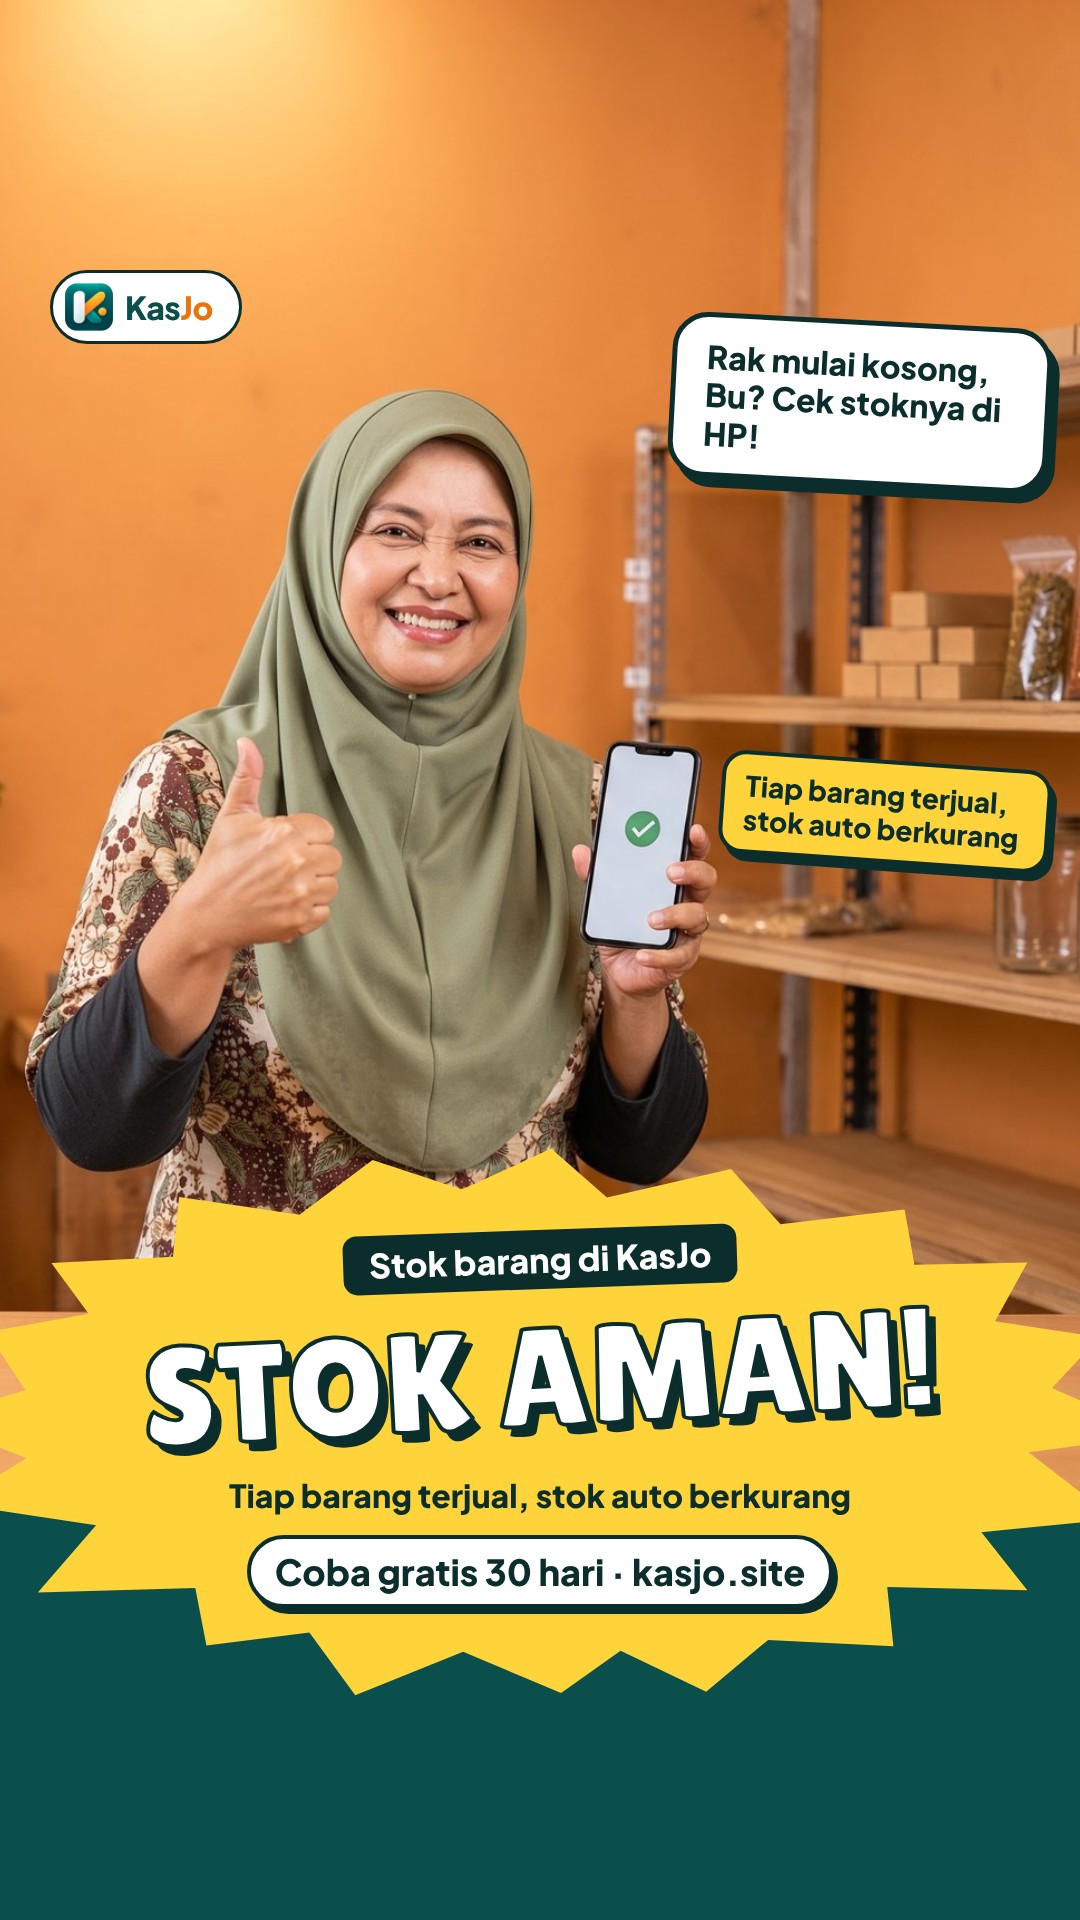 KasJo
Rak mulai kosong,
Bu? Cek stoknya di
HP!
Tiap barang terjual,
stok auto berkurang
Stok barang di KasJo
STOK AMAN!
Tiap barang terjual, stok auto berkurang
Coba gratis 30 hari · kasjo.site